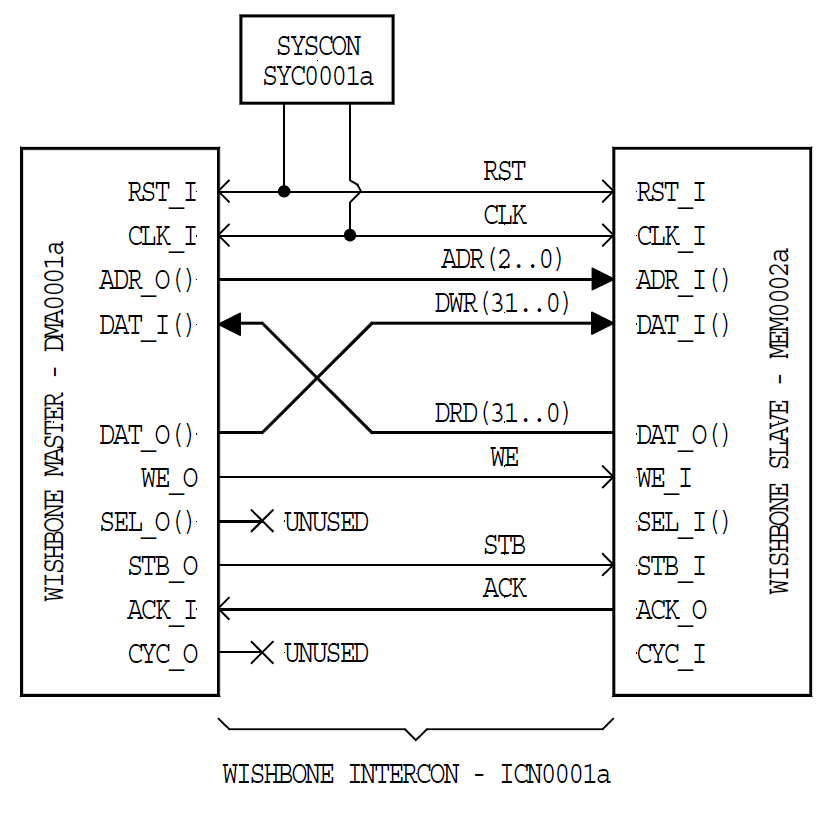 SYSCON
SYC0001a
WISHBONE MASTER - DMA0001a
RST_I
RST
RST_I
CLK_I
CLK
CLK_I
ADR_O()
ADR(2..0)
ADR_I()
DAT_I()
DWR(31..0)
DAT_I()
DAT_O()
DRD(31..0)
DAT_O()
WE_O
WE
WE_I
SEL_O()
UNUSED
SEL_I()
STB_O
STB
STB_I
ACK_I
ACK
ACK_O
CYC_O
UNUSED
CYC_I
WISHBONE SLAVE - MEM0002a
WISHBONE INTERCON - ICN0001a